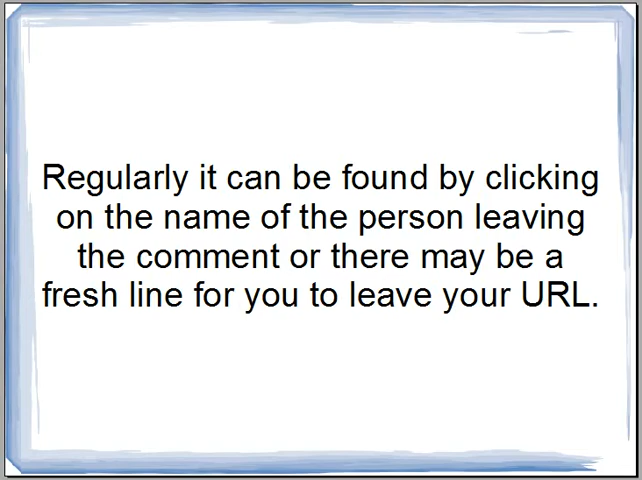 Regularly it can be found by clicking
on the name of the person leaving
the comment or there may be a
fresh line for you to leave your URL.